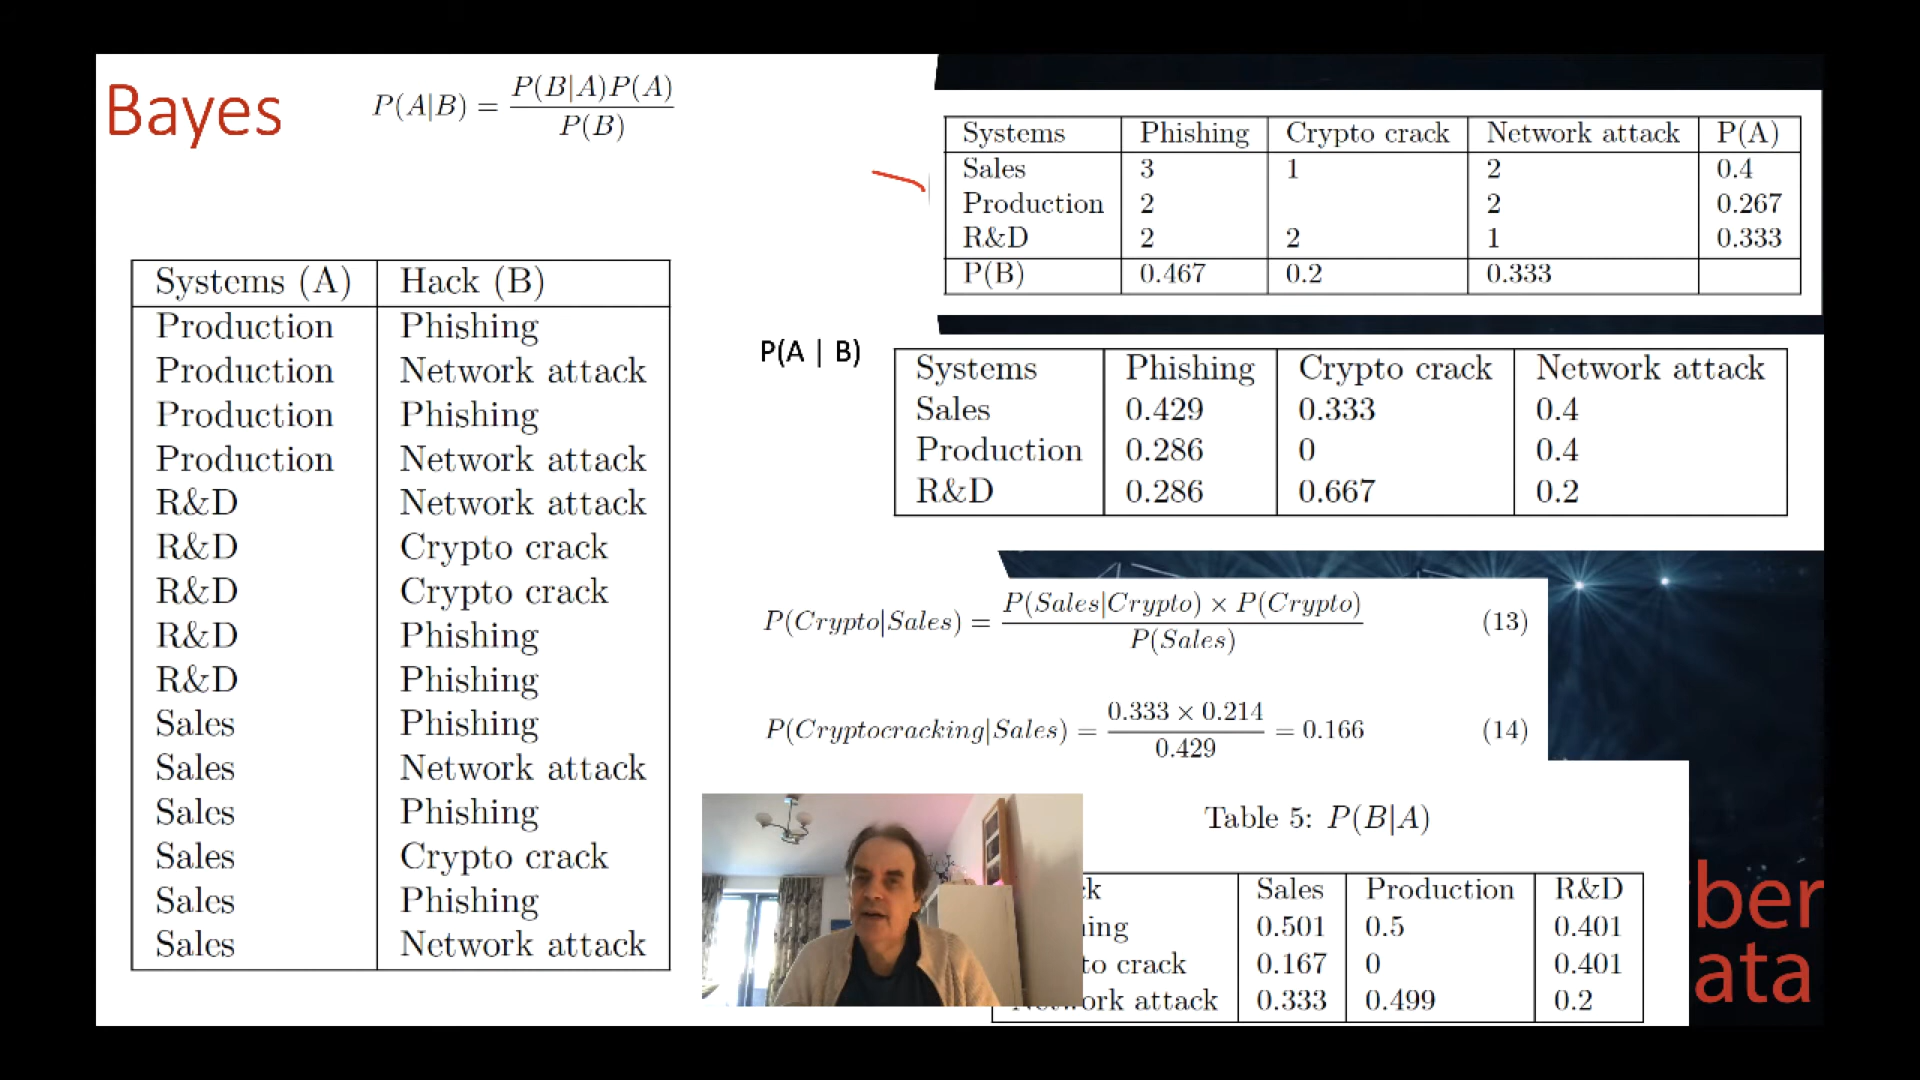 Bayes
P(A|B) = P(B|A)P(A) / P(B)
Systems (A) Hack (B)
Production Phishing
Production Network attack
Production Phishing
Production Network attack
R&D Network attack
R&D Crypto crack
R&D Crypto crack
R&D Phishing
R&D Phishing
Sales Phishing
Sales Network attack
Sales Phishing
Sales Crypto crack
Sales Phishing
Sales Network attack
Systems Phishing Crypto crack Network attack P(A)
Sales 3 1 2 0.4
Production 2 2 0.267
R&D 2 2 1 0.333
P(B) 0.467 0.2 0.333
P(A | B)
Systems Phishing Crypto crack Network attack
Sales 0.429 0.333 0.4
Production 0.286 0 0.4
R&D 0.286 0.667 0.2
P(Crypto|Sales) = P(Sales|Crypto) × P(Crypto) / P(Sales) (13)
P(Cryptocracking|Sales) = 0.333 × 0.214 / 0.429 = 0.166 (14)
Table 5: P(B|A)
k Sales Production R&D
ing 0.501 0.5 0.401
to crack 0.167 0 0.401
ork attack 0.333 0.499 0.2
ber
ata